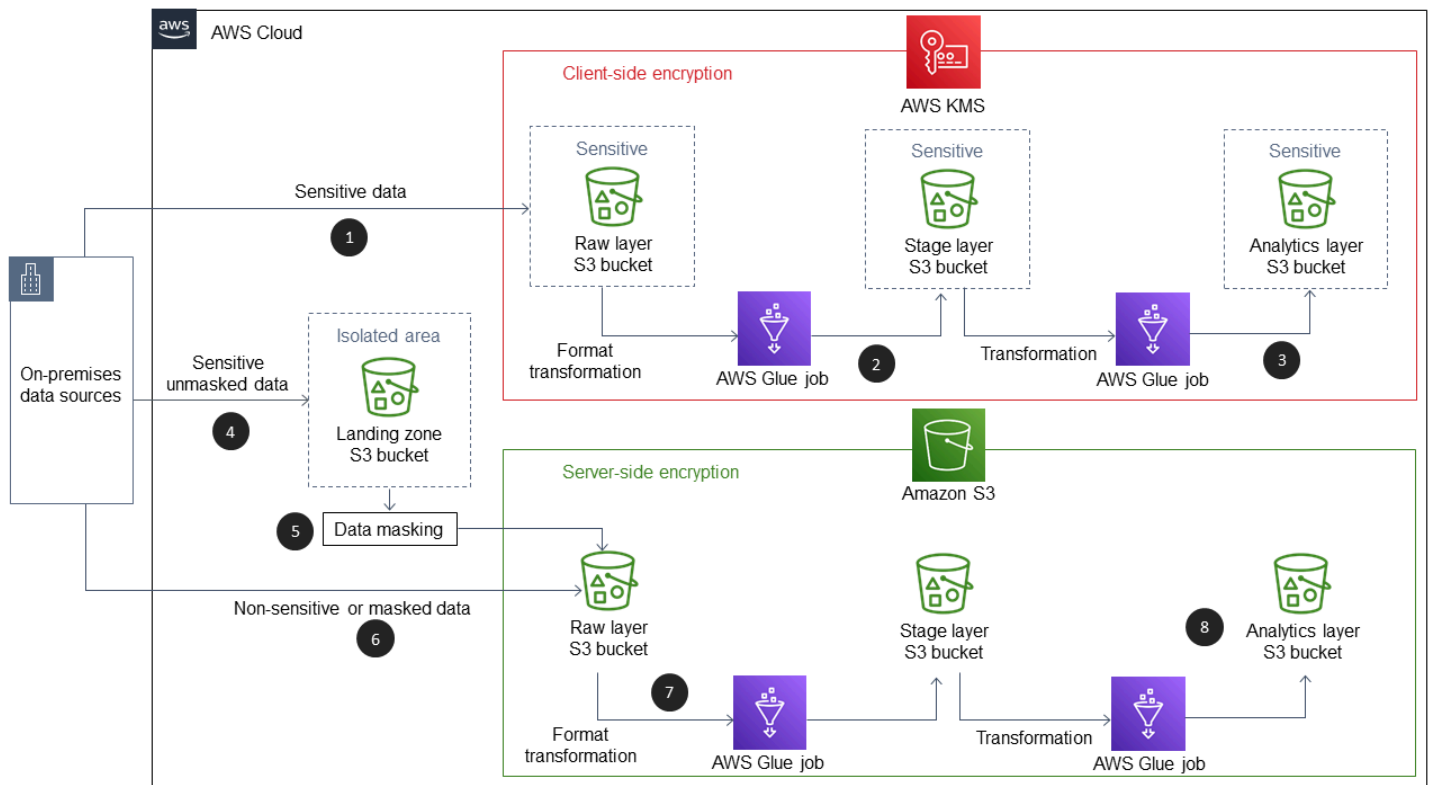 aws
AWS Cloud
Client-side encryption
AWS KMS
Sensitive
Sensitive
Sensitive
Sensitive data
1
Raw layer
S3 bucket
Stage layer
S3 bucket
Analytics layer
S3 bucket
On-premises
data sources
Sensitive
unmasked data
4
Isolated area
Landing zone
S3 bucket
Format
transformation
AWS Glue job
2
Transformation
AWS Glue job
3
Server-side encryption
Amazon S3
5
Data masking
Non-sensitive or masked data
6
Raw layer
S3 bucket
Stage layer
S3 bucket
8
Analytics layer
S3 bucket
7
Format
transformation
AWS Glue job
Transformation
AWS Glue job